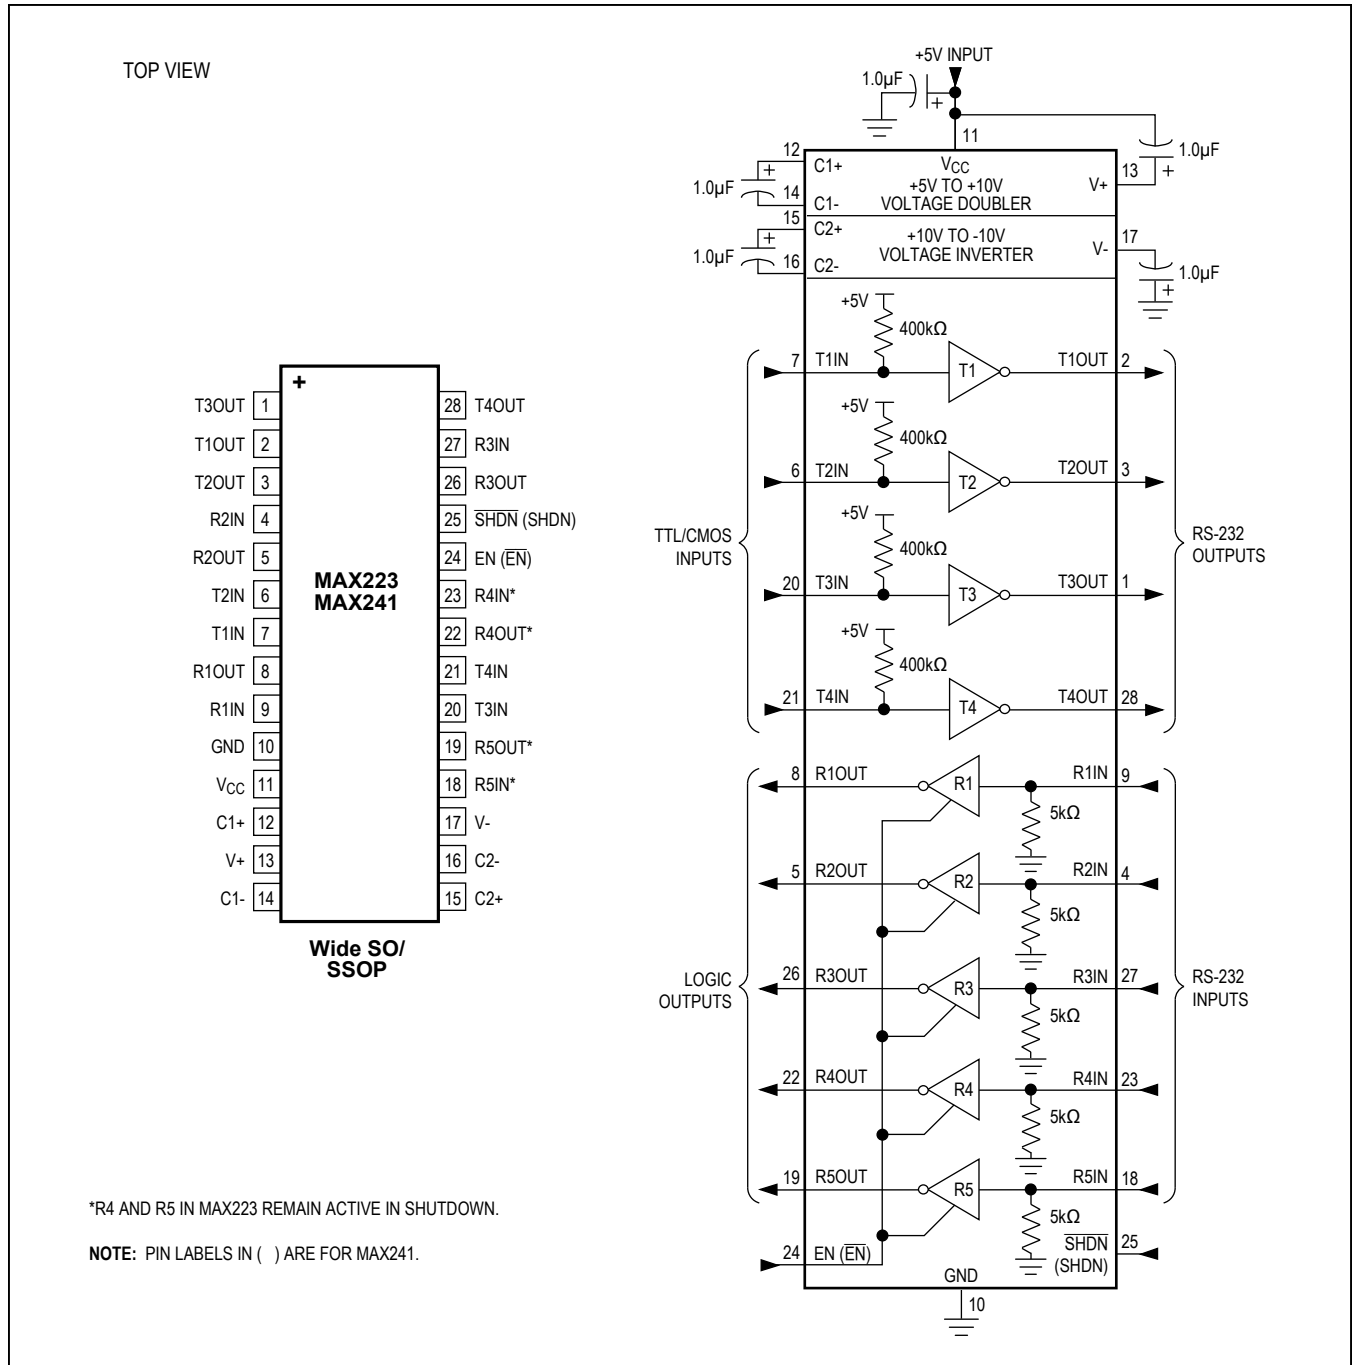 TOP VIEW
+
T3OUT 1
T1OUT 2
T2OUT 3
R2IN 4
R2OUT 5
T2IN 6
T1IN 7
R1OUT 8
R1IN 9
GND 10
VCC 11
C1+ 12
V+ 13
C1- 14
MAX223
MAX241
28 T4OUT
27 R3IN
26 R3OUT
25 S̅H̅D̅N̅ (SHDN)
24 EN (E̅N̅)
23 R4IN*
22 R4OUT*
21 T4IN
20 T3IN
19 R5OUT*
18 R5IN*
17 V-
16 C2-
15 C2+
Wide SO/
SSOP
*R4 AND R5 IN MAX223 REMAIN ACTIVE IN SHUTDOWN.
NOTE: PIN LABELS IN ( ) ARE FOR MAX241.
+5V INPUT
1.0µF
+
11
1.0µF
+
12 C1+
VCC
+5V TO +10V
VOLTAGE DOUBLER
V+ 13
1.0µF
+
14 C1-
15 C2+
+10V TO -10V
VOLTAGE INVERTER
V- 17
1.0µF
+
16 C2-
1.0µF
+
+5V
400kΩ
7 T1IN T1 T1OUT 2
+5V
400kΩ
6 T2IN T2 T2OUT 3
TTL/CMOS
INPUTS
RS-232
OUTPUTS
+5V
400kΩ
20 T3IN T3 T3OUT 1
+5V
400kΩ
21 T4IN T4 T4OUT 28
8 R1OUT R1 R1IN 9
5kΩ
5 R2OUT R2 R2IN 4
5kΩ
LOGIC
OUTPUTS
RS-232
INPUTS
26 R3OUT R3 R3IN 27
5kΩ
22 R4OUT R4 R4IN 23
5kΩ
19 R5OUT R5 R5IN 18
5kΩ
24 EN (E̅N̅)
S̅H̅D̅N̅ 25
(SHDN)
GND
10